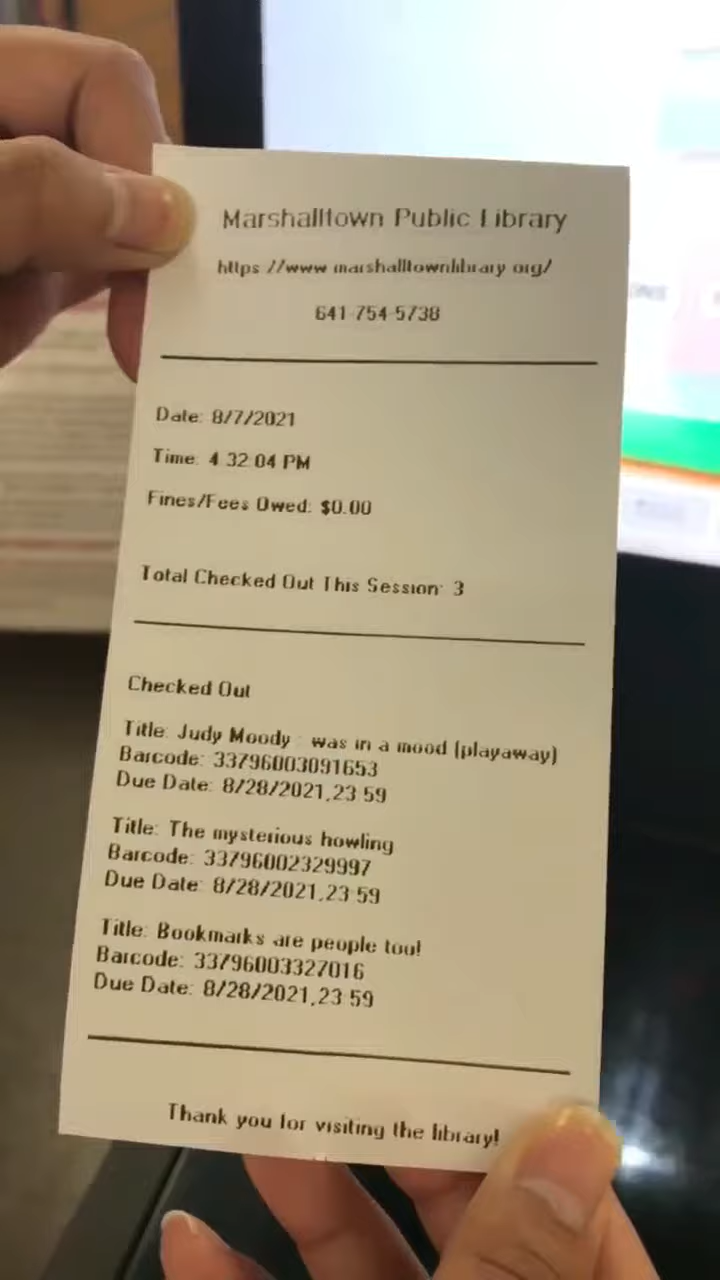 Marshalltown Public Library
https://www.marshalltownlibrary.org/
641-754-5738
Date: 8/7/2021
Time: 4:32:04 PM
Fines/Fees Owed: $0.00
Total Checked Out This Session: 3
Checked Out
Title: Judy Moody : was in a mood (playaway)
Barcode: 33796003091653
Due Date: 8/28/2021,23:59
Title: The mysterious howling
Barcode: 33796002329997
Due Date: 8/28/2021,23:59
Title: Bookmarks are people too!
Barcode: 33796003327016
Due Date: 8/28/2021,23:59
Thank you for visiting the library!